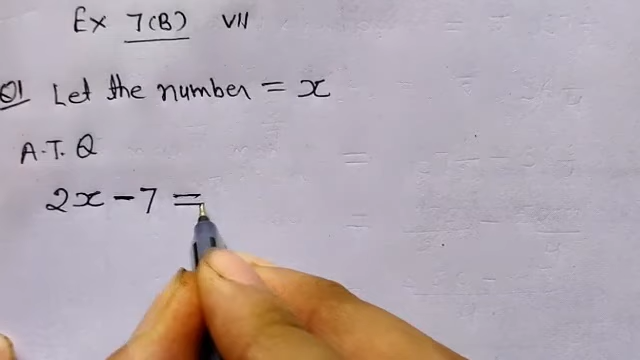 Ex 7(B) VII
Q1 Let the number = x
A.T.Q
2x - 7 =